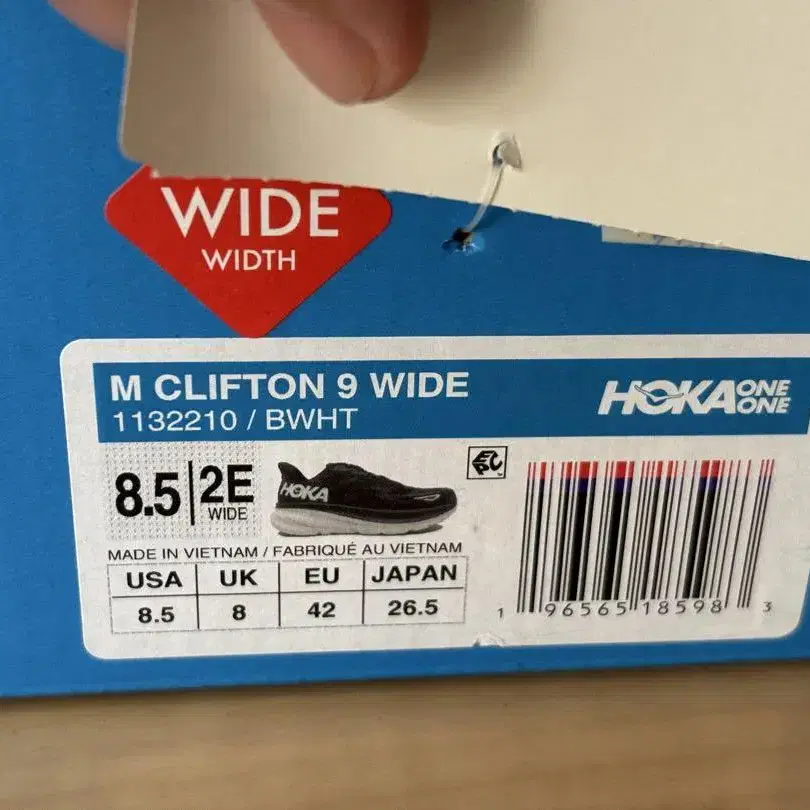 WIDE
WIDTH
M CLIFTON 9 WIDE
1132210 / BWHT
HOKA ONE ONE
8.5 2E WIDE
HOKA
EPC
MADE IN VIETNAM / FABRIQUÉ AU VIETNAM
USA UK EU JAPAN
8.5 8 42 26.5
1 96565 18598 3